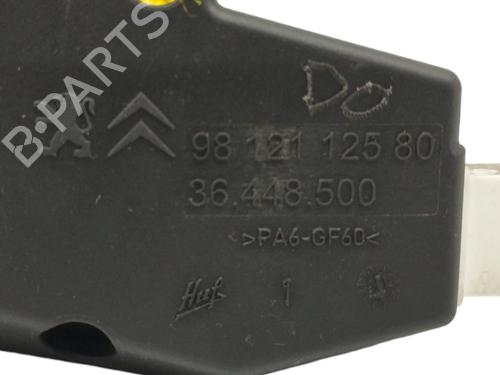 DO
B-PARTS
98 121 125 80
36.448.500
>PA6-GF60<
Huf 1